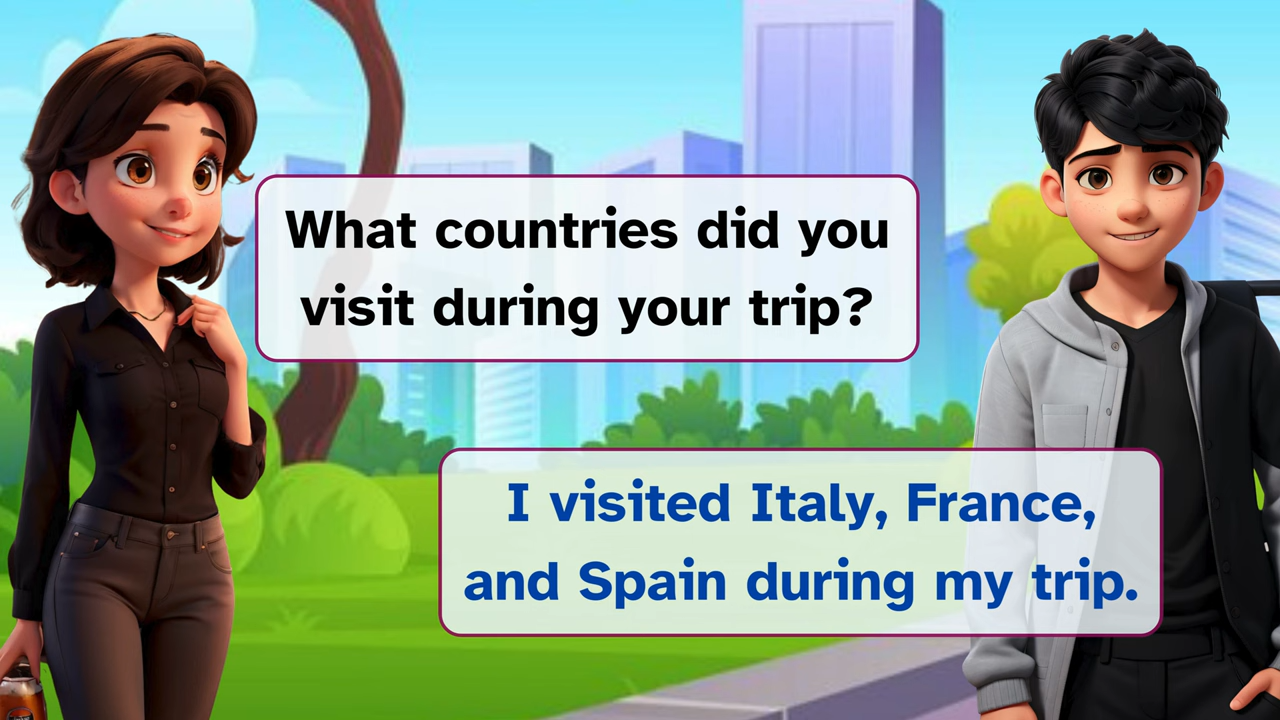 What countries did you
visit during your trip?
I visited Italy, France,
and Spain during my trip.